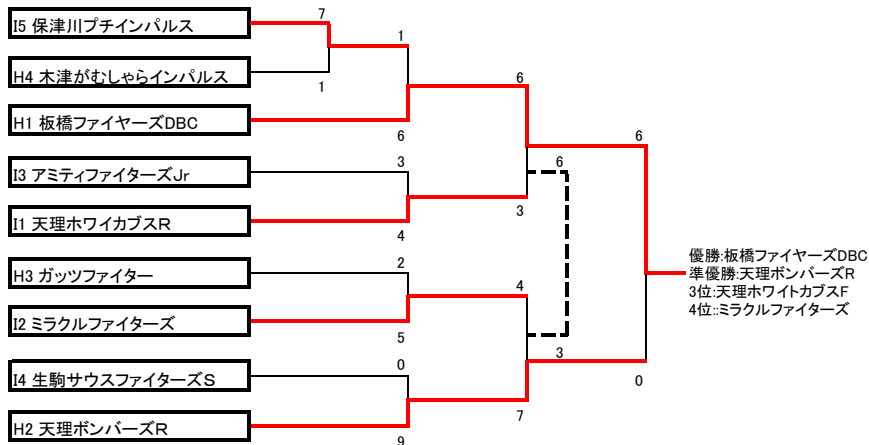 7
I5 保津川プチインパルス
1
H4 木津がむしゃらインパルス
1
6
6
H1 板橋ファイヤーズDBC
6
3
6
I3 アミティファイターズJr
I1 天理ホワイカブスR
3
4
優勝:板橋ファイヤーズDBC
準優勝:天理ボンバーズR
3位:天理ホワイトカブスF
4位::ミラクルファイターズ
2
H3 ガッツファイター
4
I2 ミラクルファイターズ
5
3
0
0
I4 生駒サウスファイターズS
7
H2 天理ボンバーズR
9